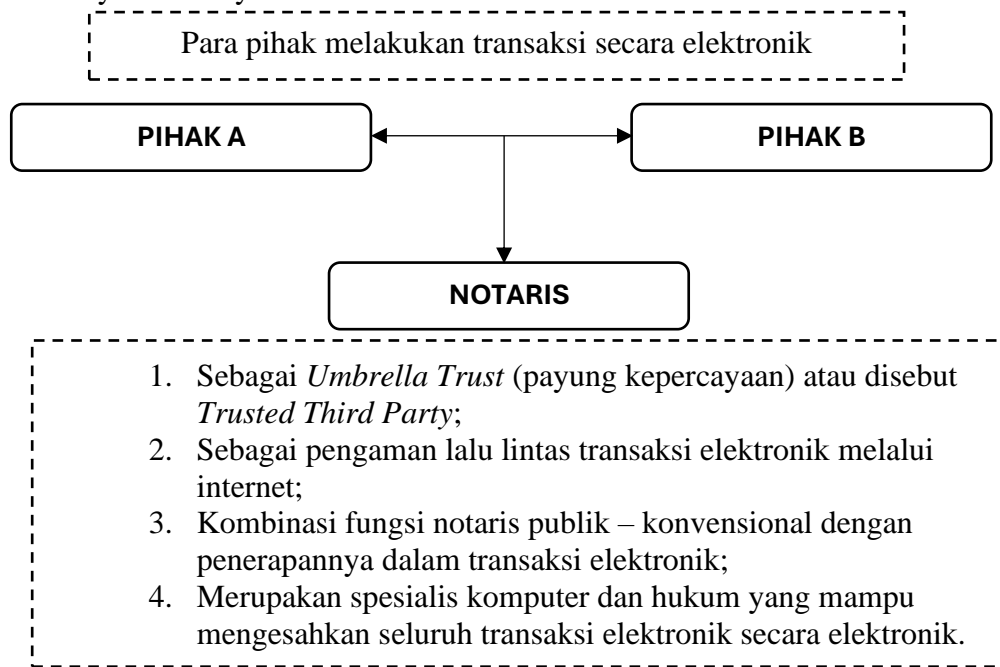 Para pihak melakukan transaksi secara elektronik
PIHAK A
PIHAK B
NOTARIS
1. Sebagai Umbrella Trust (payung kepercayaan) atau disebut
Trusted Third Party;
2. Sebagai pengaman lalu lintas transaksi elektronik melalui
internet;
3. Kombinasi fungsi notaris publik – konvensional dengan
penerapannya dalam transaksi elektronik;
4. Merupakan spesialis komputer dan hukum yang mampu
mengesahkan seluruh transaksi elektronik secara elektronik.